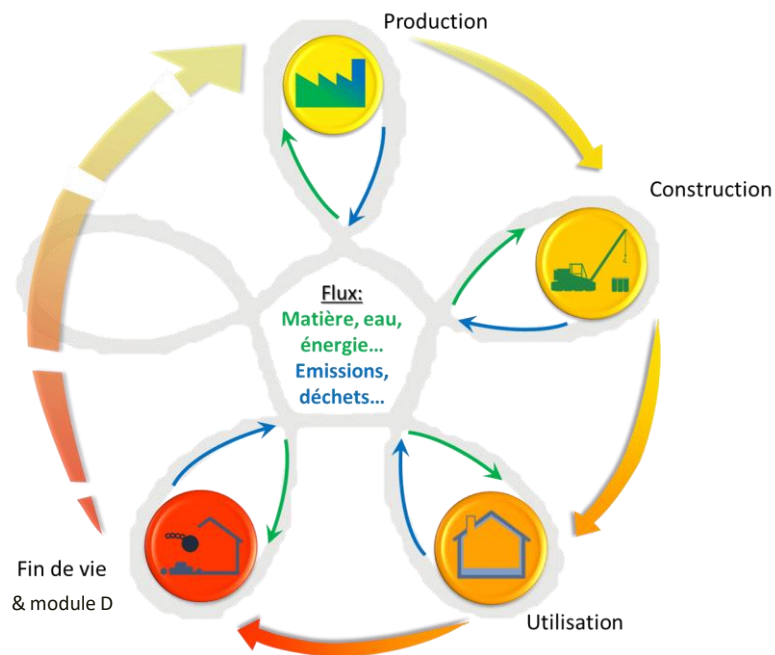 Production
Construction
Flux:
Matière, eau,
énergie…
Emissions,
déchets…
Fin de vie
& module D
Utilisation